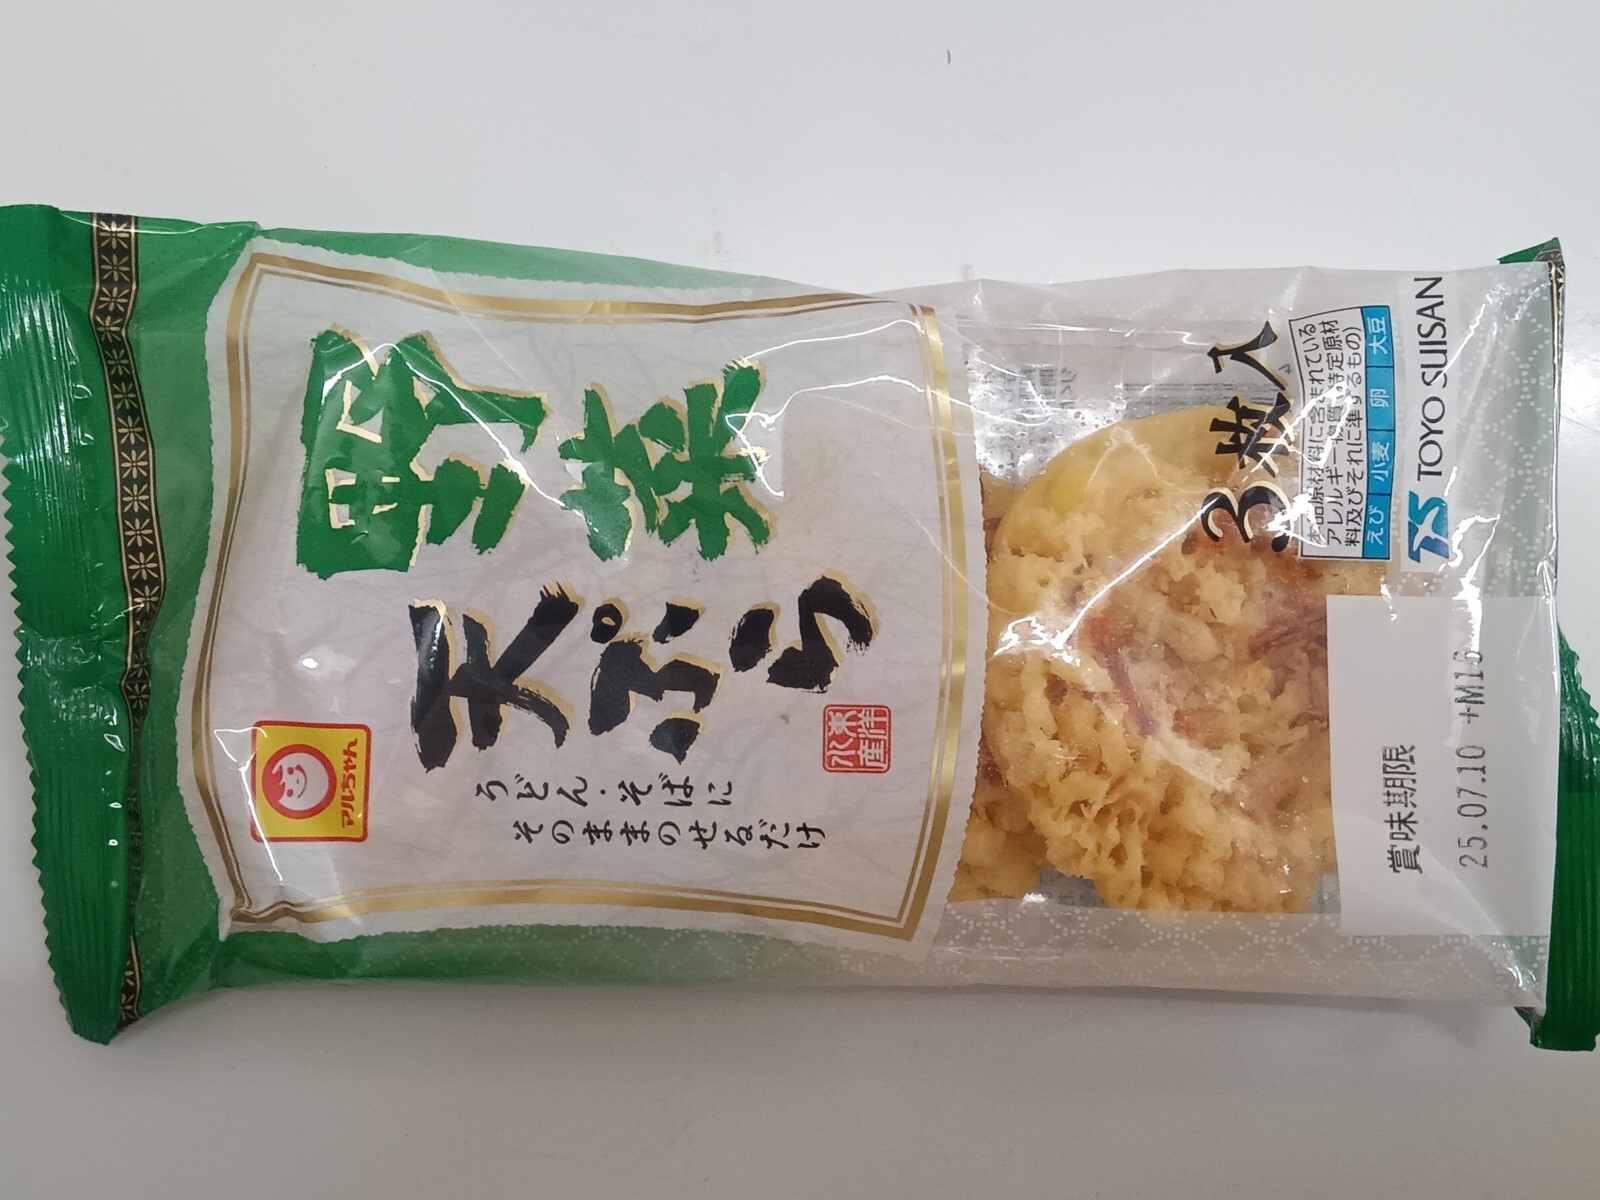 マルちゃん
野菜
天ぷら
うどん・そばに
そのままのせるだけ
東洋
水産
3枚入
本品原材料に含まれている
アレルギー物質(特定原材
料及びそれに準ずるもの)
えび 小麦 卵 大豆
TS TOYO SUISAN
賞味期限
25.07.10 +M16